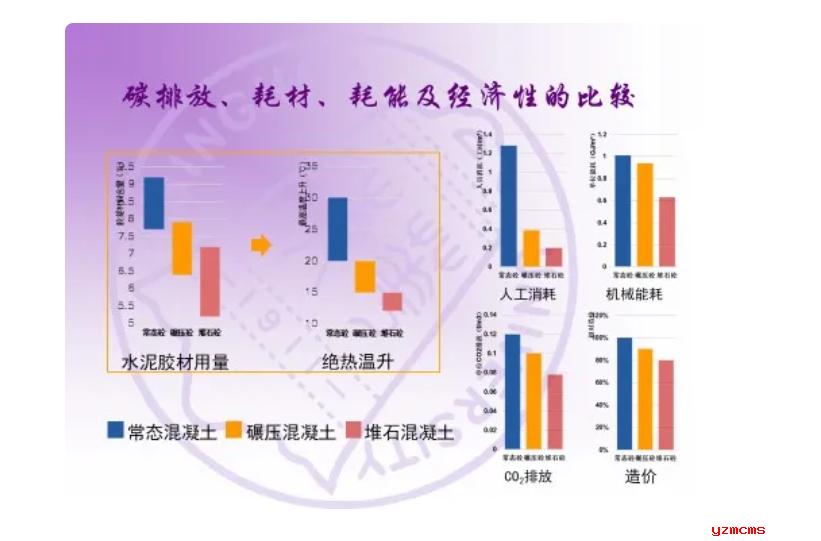 碳排放、耗材、耗能及经济性的比较
9.5
9
8.5
8
7.5
7
6.5
6
5.5
5
常态砼 碾压砼 堆石砼
水泥胶材用量
35
30
25
20
15
10
常态砼 碾压砼 堆石砼
绝热温升
1.4
1.2
1
0.8
0.6
0.4
0.2
0
常态砼 碾压砼 堆石砼
人工消耗
1.2
1
0.8
0.6
0.4
0.2
0
常态砼 碾压砼 堆石砼
机械能耗
0.14
0.12
0.1
0.08
0.06
0.04
0.02
0
常态砼 碾压砼 堆石砼
CO₂排放
120%
100%
80%
60%
40%
20%
0%
常态砼 碾压砼 堆石砼
造价
常态混凝土 碾压混凝土 堆石混凝土
1911
UNIVERSITY
yzmcms